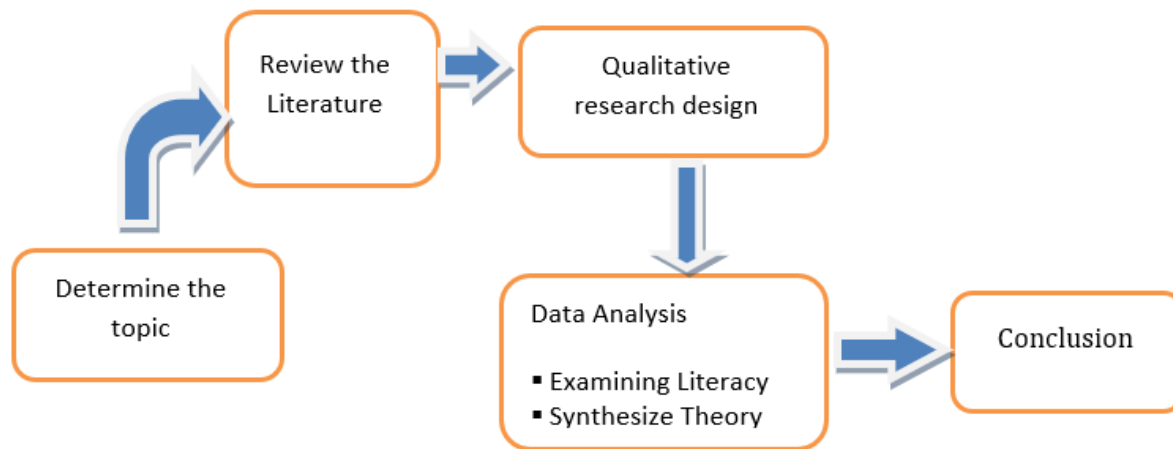 Determine the
topic
Review the
Literature
Qualitative
research design
Data Analysis
▪ Examining Literacy
▪ Synthesize Theory
Conclusion